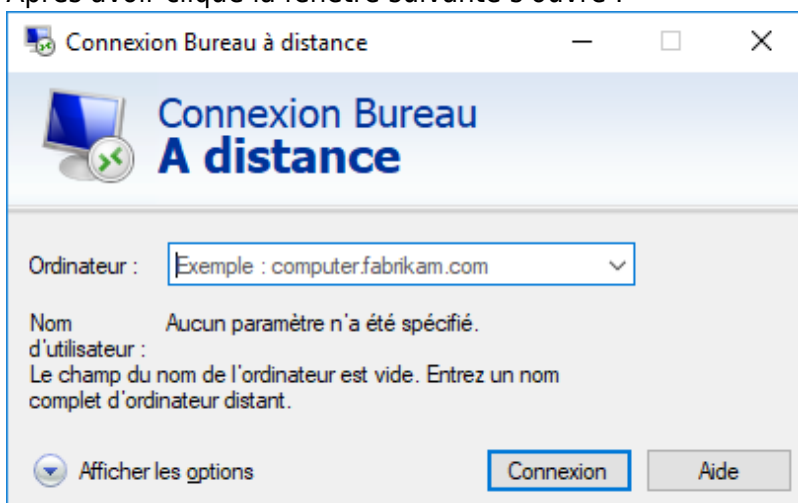 Après avoir cliqué la fenêtre suivante s'ouvre :
Connexion Bureau à distance
Connexion Bureau
A distance
Ordinateur : Exemple : computer.fabrikam.com
Nom d'utilisateur : Aucun paramètre n'a été spécifié.
Le champ du nom de l'ordinateur est vide. Entrez un nom
complet d'ordinateur distant.
Afficher les options Connexion Aide